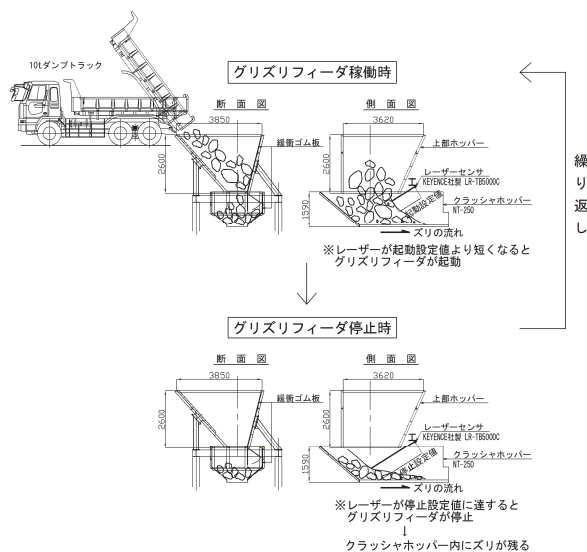 10tダンプトラック
グリズリフィーダ稼働時
断 面 図
側 面 図
3850
3620
緩衝ゴム板
上部ホッパー
2600
2600
レーザーセンサ
KEYENCE社製 LR-TB5000C
クラッシャホッパー
NT-250
1590
起動設定値
ズリの流れ
※レーザーが起動設定値より短くなると
グリズリフィーダが起動
繰り返し
グリズリフィーダ停止時
断 面 図
側 面 図
3850
3620
緩衝ゴム板
上部ホッパー
2600
2600
レーザーセンサ
KEYENCE社製 LR-TB5000C
クラッシャホッパー
NT-250
1590
停止設定値
ズリの流れ
※レーザーが停止設定値に達すると
グリズリフィーダが停止
↓
クラッシャホッパー内にズリが残る